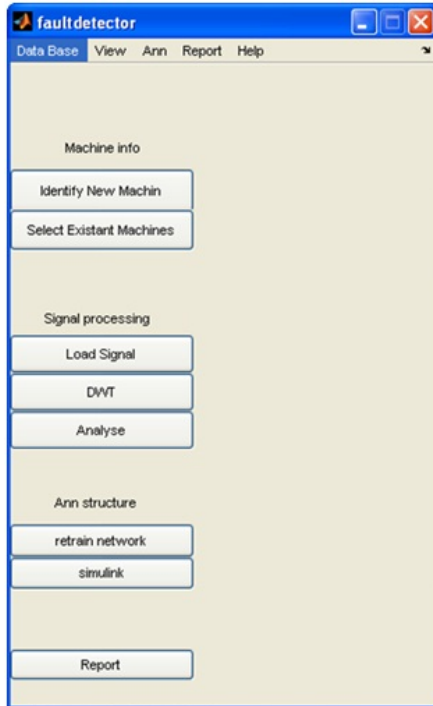 faultdetector
Data Base View Ann Report Help
Machine info
Identify New Machin
Select Existant Machines
Signal processing
Load Signal
DWT
Analyse
Ann structure
retrain network
simulink
Report